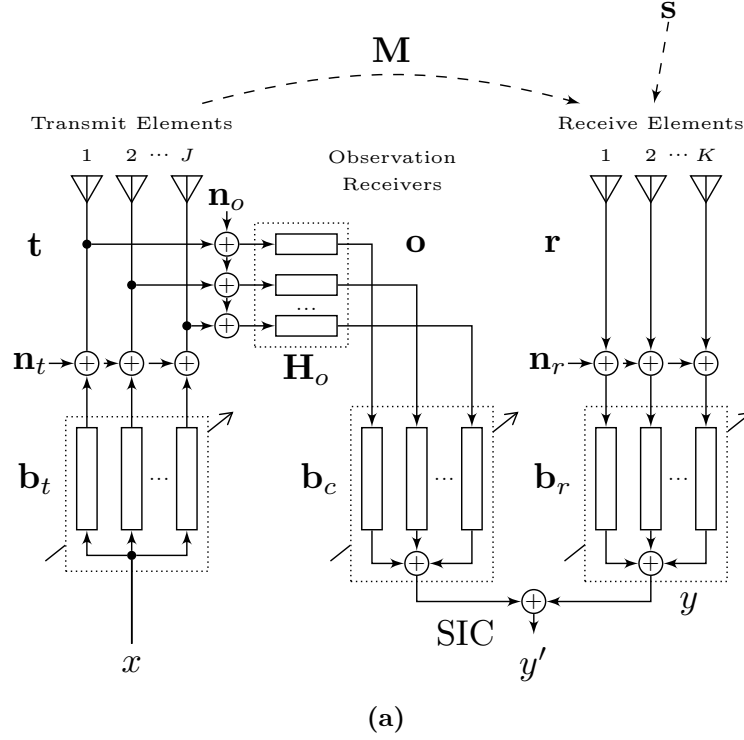 s
M
Transmit Elements
Receive Elements
1 2 ... J
1 2 ... K
Observation
Receivers
n_o
t
o
r
...
n_t
H_o
n_r
b_t
...
b_c
...
b_r
...
y
SIC
x
y′
(a)